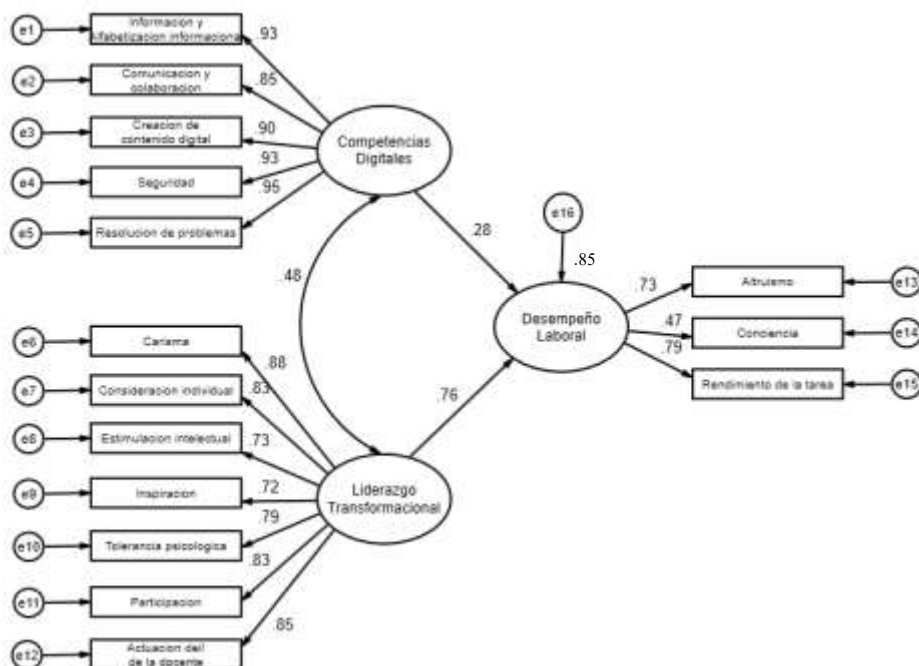 e1
Informacion y
alfabetizacion informacional
.93
e2
Comunicacion y
colaboracion
.85
e3
Creacion de
contenido digital
.90
e4
Seguridad
.93
e5
Resolucion de problemas
.95
Competencias
Digitales
.48
.28
e16
.85
Desempeño
Laboral
.73
Altruismo
e13
.47
Conciencia
e14
.79
Rendimiento de la tarea
e15
.76
e6
Carisma
.88
e7
Consideracion individual
.83
e8
Estimulacion intelectual
.73
e9
Inspiracion
.72
e10
Tolerancia psicologica
.79
e11
Participacion
.83
e12
Actuacion dell
de la docente
.85
Liderazgo
Transformacional